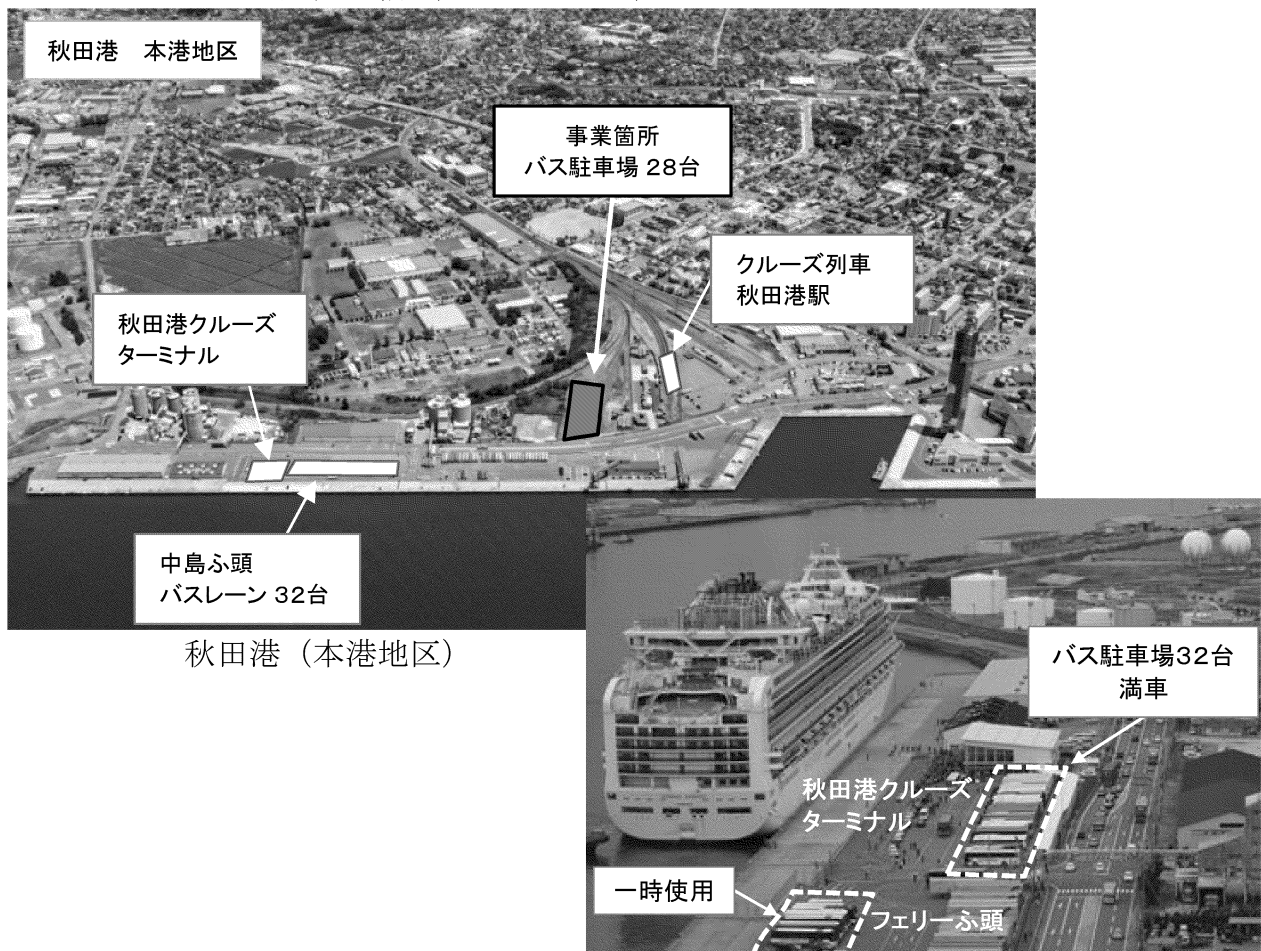 秋田港 本港地区
事業箇所
バス駐車場 28台
クルーズ列車
秋田港駅
秋田港クルーズ
ターミナル
中島ふ頭
バスレーン 32台
秋田港（本港地区）
バス駐車場32台
満車
秋田港クルーズ
ターミナル
一時使用
フェリーふ頭